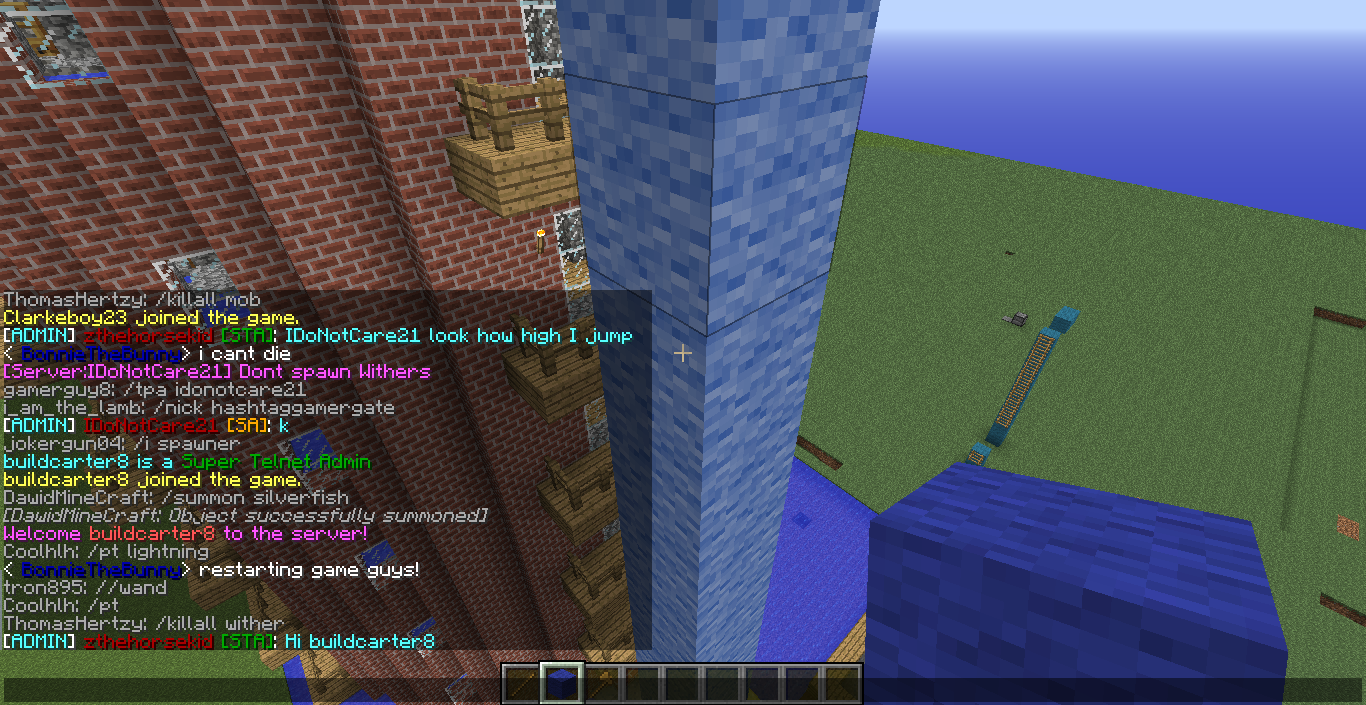 ThomasHertzy: /killall mob
Clarkeboy23 joined the game.
[ADMIN] zthehorsekid [STA]: IDoNotCare21 look how high I jump
< BonnieTheBunny> i cant die
[Server:IDoNotCare21] Dont spawn Withers
gamerguy8: /tpa idonotcare21
i_am_the_lamb: /nick hashtaggamergate
[ADMIN] IDoNotCare21 [SA]: k
jokergun04: /i spawner
buildcarter8 is a Super Telnet Admin
buildcarter8 joined the game.
DawidMineCraft: /summon silverfish
[DawidMineCraft: Object successfully summoned]
Welcome buildcarter8 to the server!
Coolhlh: /pt lightning
< BonnieTheBunny> restarting game guys!
tron895: //wand
Coolhlh: /pt
ThomasHertzy: /killall wither
[ADMIN] zthehorsekid [STA]: Hi buildcarter8